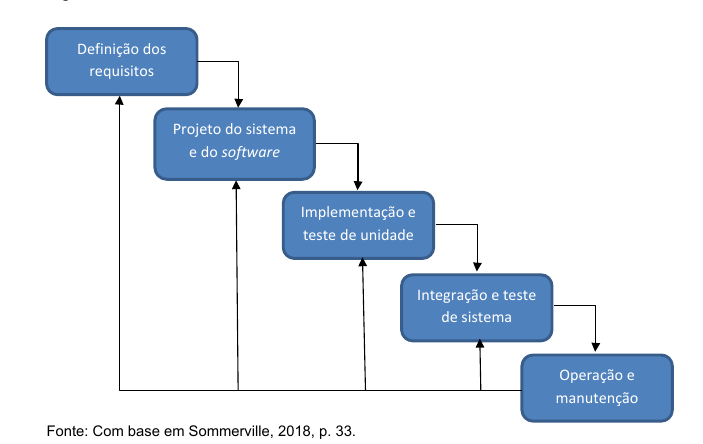 Definição dos
requisitos
Projeto do sistema
e do software
Implementação e
teste de unidade
Integração e teste
de sistema
Operação e
manutenção
Fonte: Com base em Sommerville, 2018, p. 33.